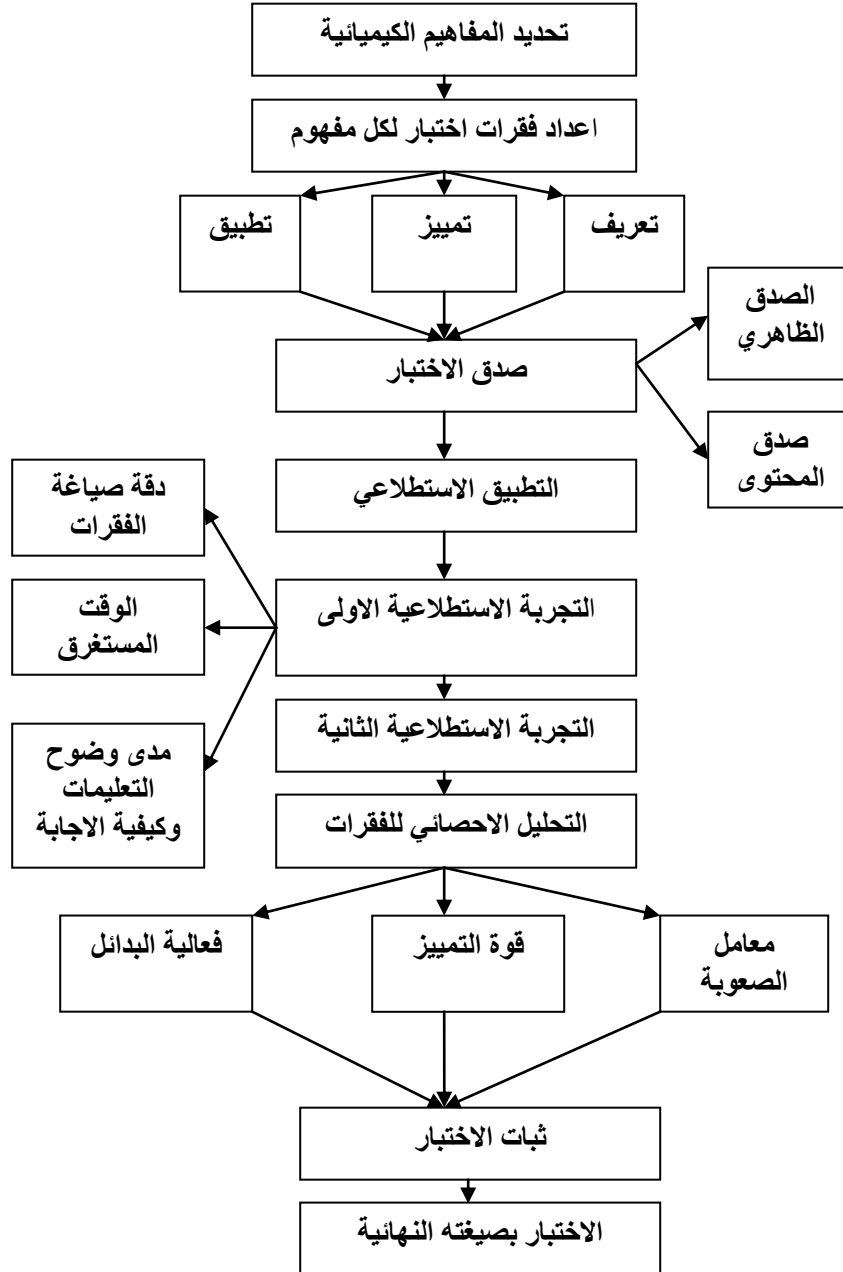 تحديد المفاهيم الكيميائية
اعداد فقرات اختبار لكل مفهوم
تعريف
تمييز
تطبيق
صدق الاختبار
الصدق
الظاهري
صدق
المحتوى
التطبيق الاستطلاعي
التجربة الاستطلاعية الاولى
دقة صياغة
الفقرات
الوقت
المستغرق
مدى وضوح
التعليمات
وكيفية الاجابة
التجربة الاستطلاعية الثانية
التحليل الاحصائي للفقرات
معامل
الصعوبة
قوة التمييز
فعالية البدائل
ثبات الاختبار
الاختبار بصيغته النهائية